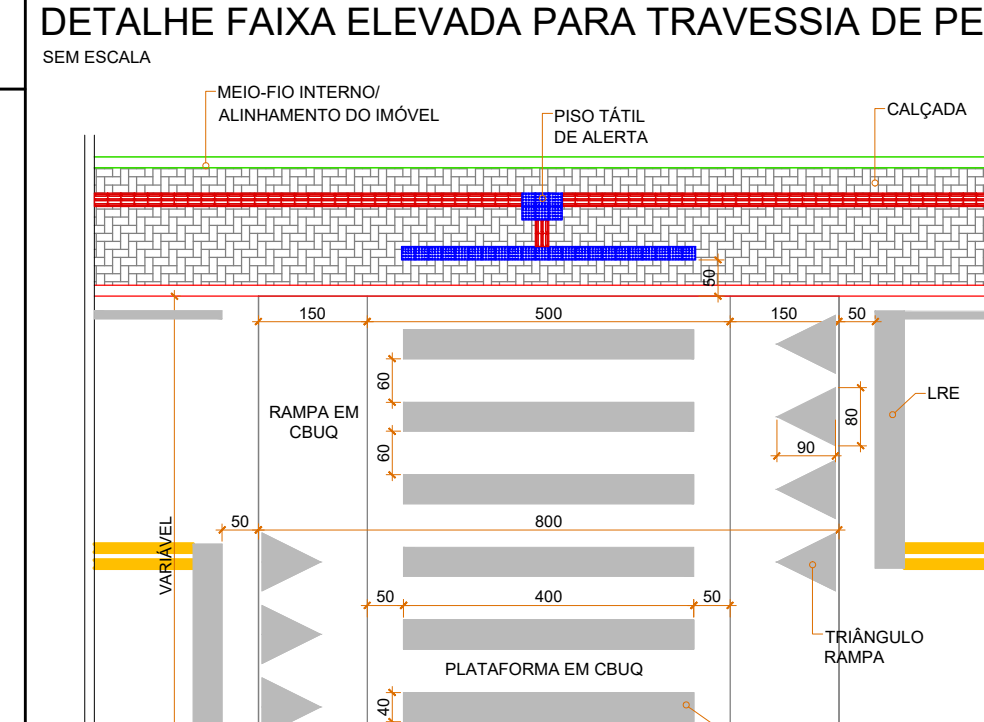 DETALHE FAIXA ELEVADA PARA TRAVESSIA DE PE
SEM ESCALA
MEIO-FIO INTERNO/
ALINHAMENTO DO IMÓVEL
PISO TÁTIL
DE ALERTA
CALÇADA
50
150
500
150
50
60
RAMPA EM
CBUQ
60
80
LRE
90
50
800
VARIÁVEL
50
400
50
TRIÂNGULO
RAMPA
PLATAFORMA EM CBUQ
40